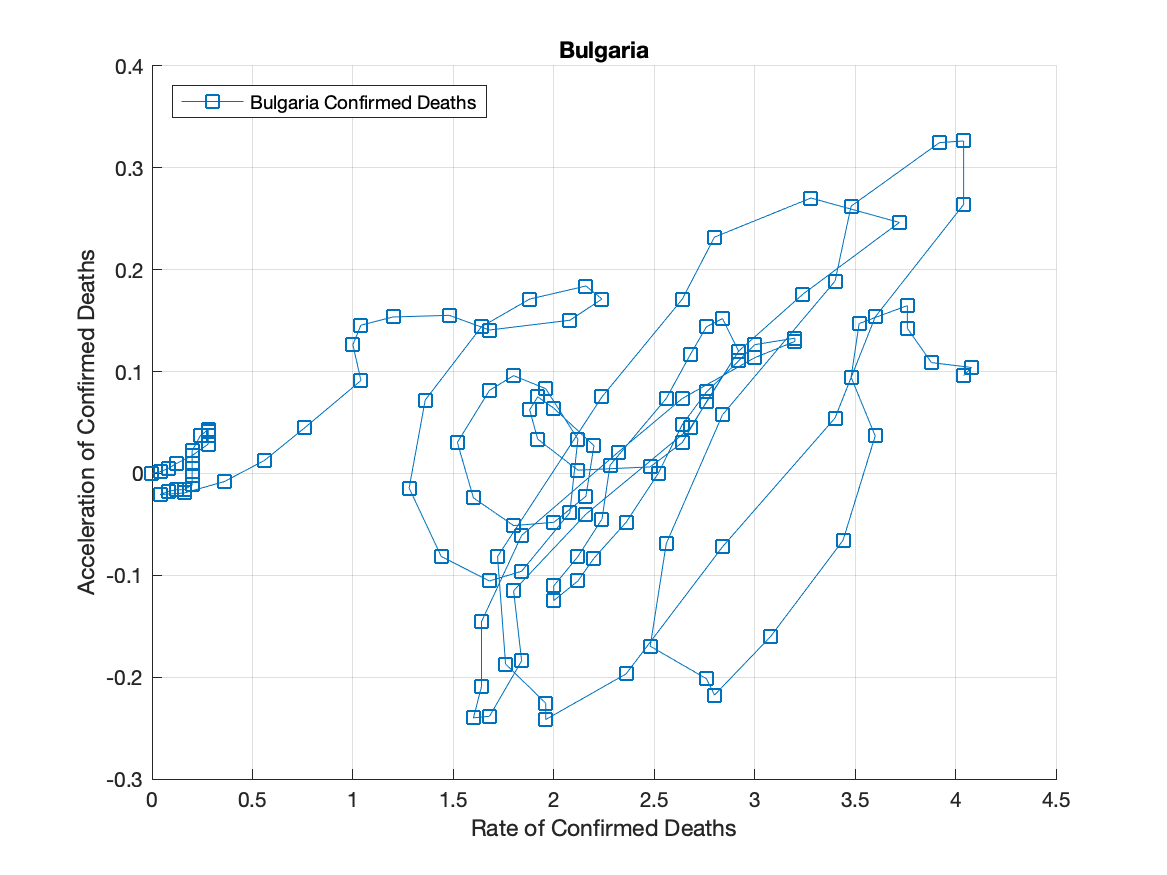 Bulgaria
Bulgaria Confirmed Deaths
0.4
0.3
0.2
0.1
0
-0.1
-0.2
-0.3
Acceleration of Confirmed Deaths
0 0.5 1 1.5 2 2.5 3 3.5 4 4.5
Rate of Confirmed Deaths